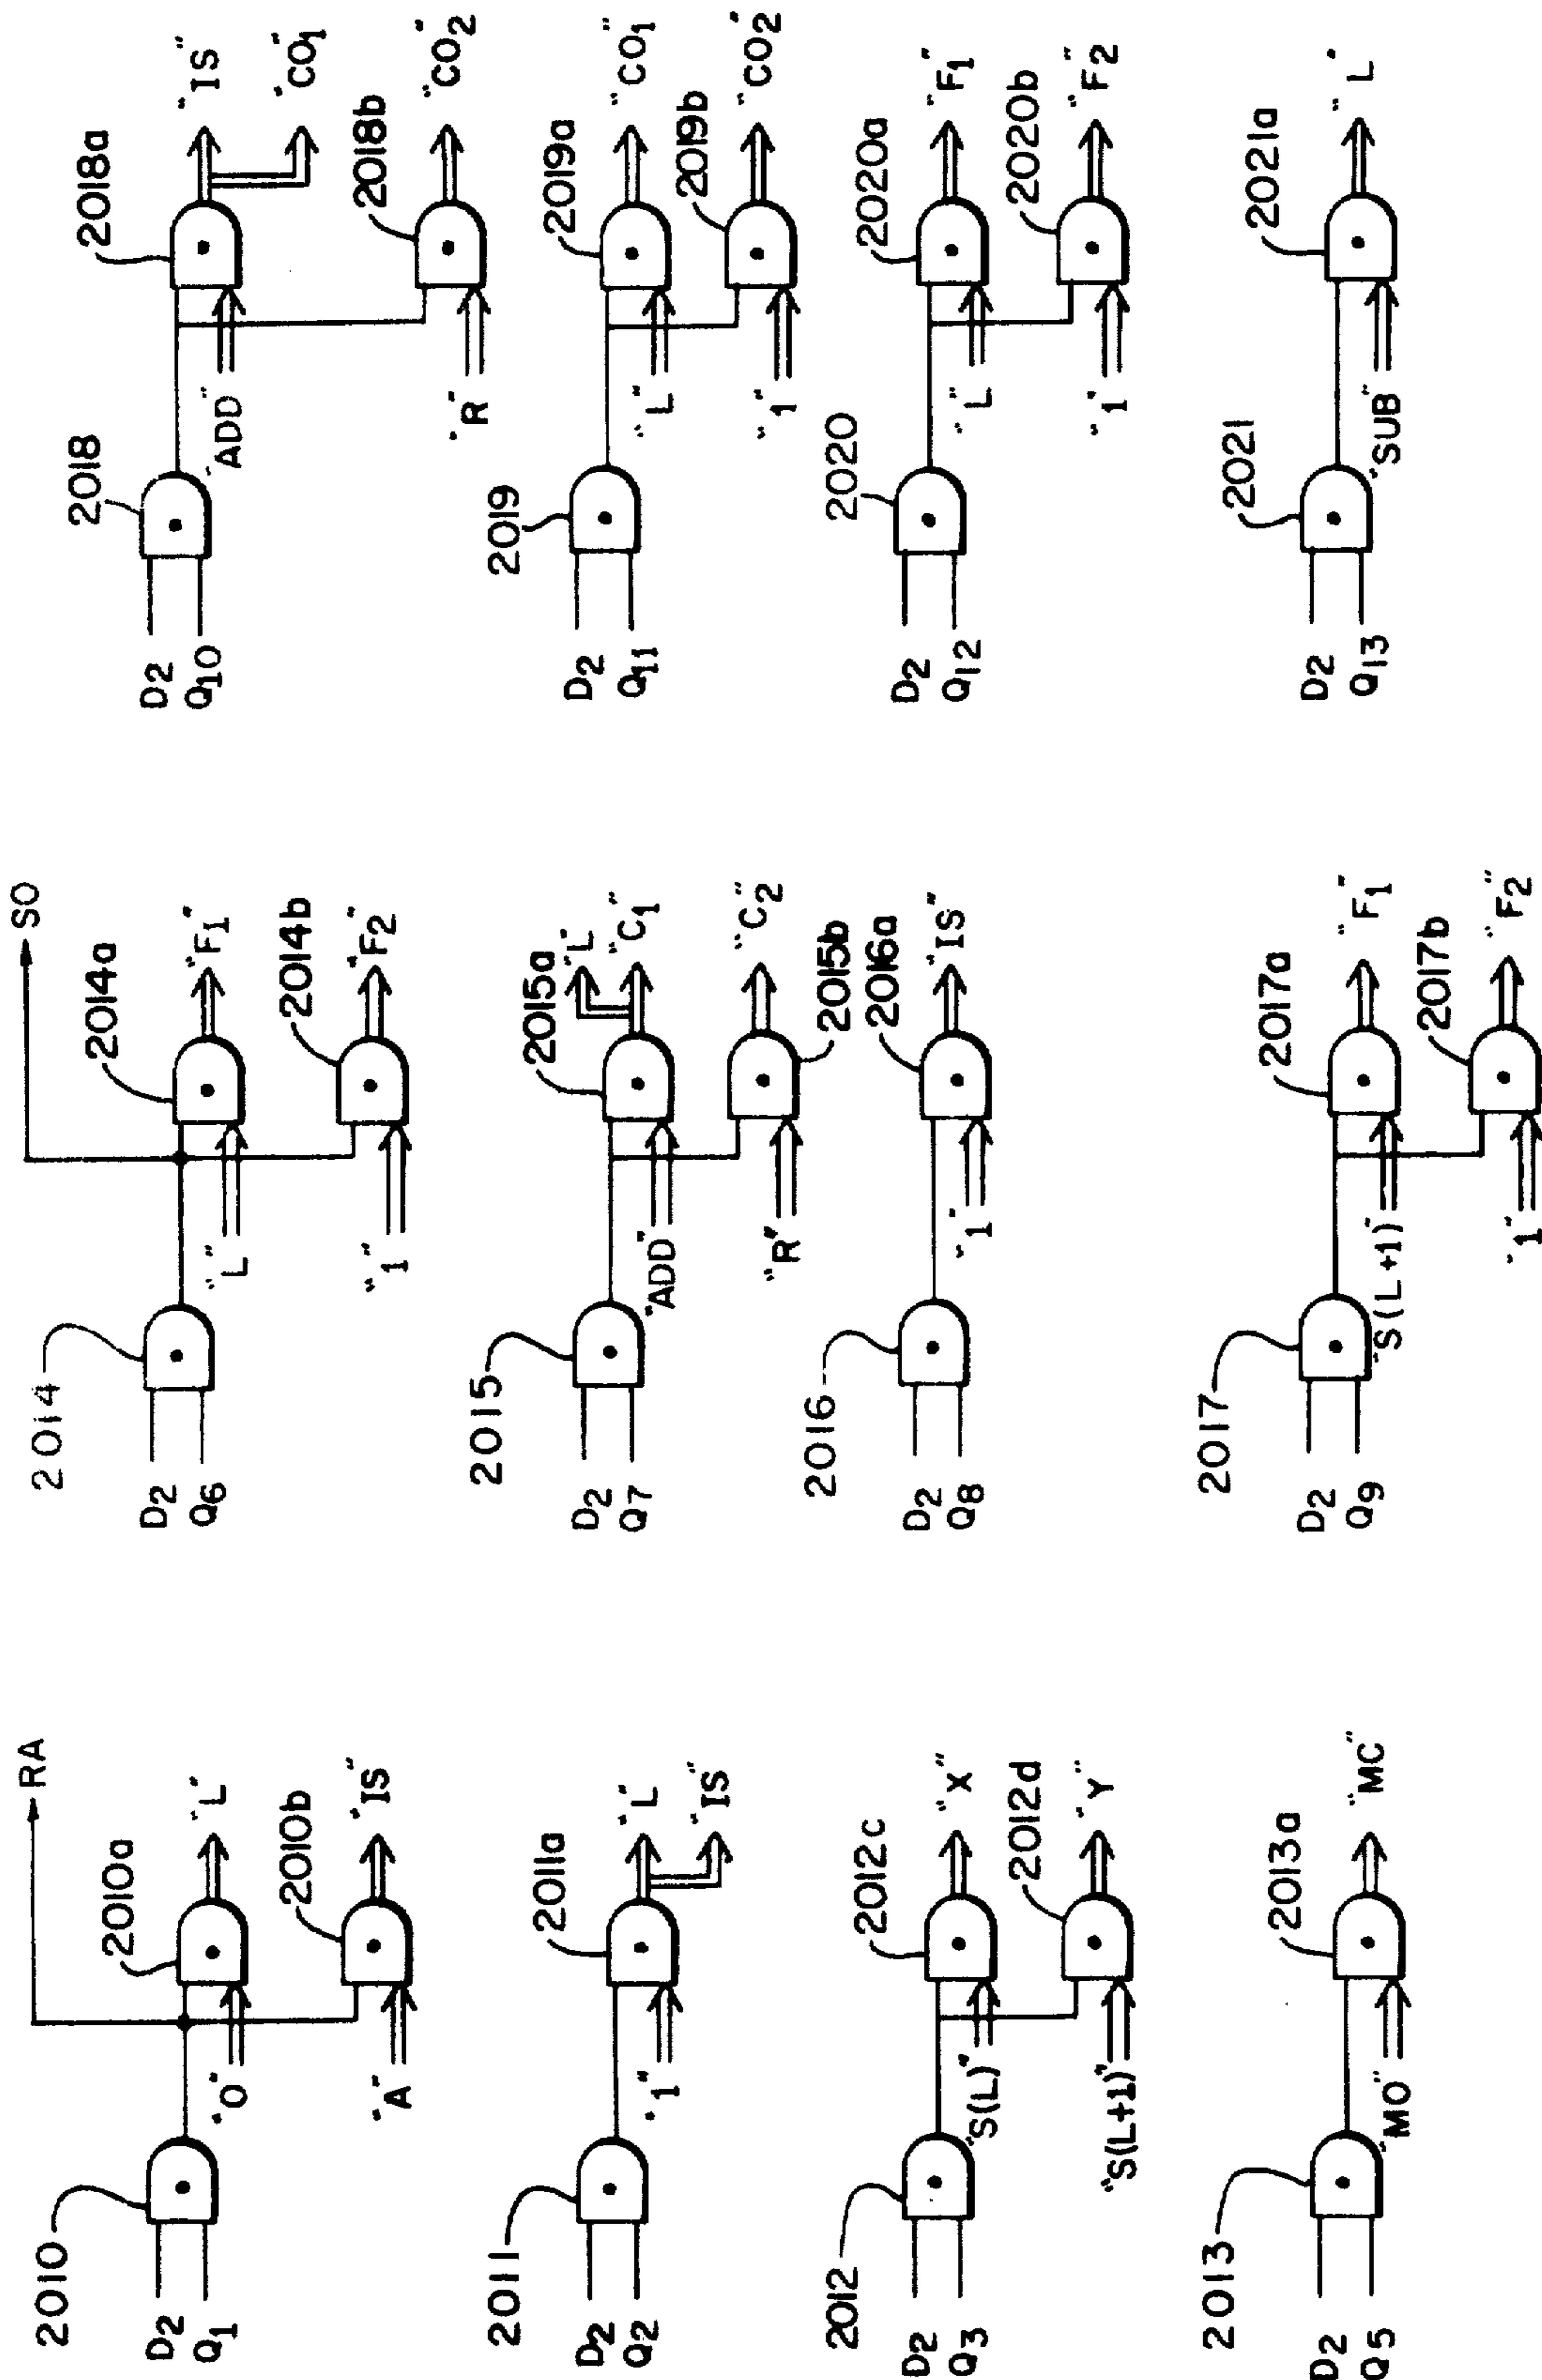 RA
2010
D2
Q1
"O"
2010a
"L"
"A"
2010b
"IS"
2011
D2
Q2
"1"
2011a
"L"
"IS"
2012
D2
Q3
"S(L)"
2012c
"X"
"S(L+1)"
2012d
"Y"
2013
D2
Q5
"MO"
2013a
"MC"
SO
2014
D2
Q6
"L"
2014a
"F1"
"1"
2014b
"F2"
2015
D2
Q7
"ADD"
2015a
"L"
"C1"
"R"
2015b
"C2"
2016
D2
Q8
"1"
2016a
"IS"
2017
D2
Q9
"S(L+1)"
2017a
"F1"
"1"
2017b
"F2"
2018
D2
Q10
"ADD"
2018a
"IS"
"CO1"
"R"
2018b
"CO2"
2019
D2
Q11
"L"
2019a
"CO1"
"1"
2019b
"CO2"
2020
D2
Q12
"L"
2020a
"F1"
"1"
2020b
"F2"
2021
D2
Q13
"SUB"
2021a
"L"